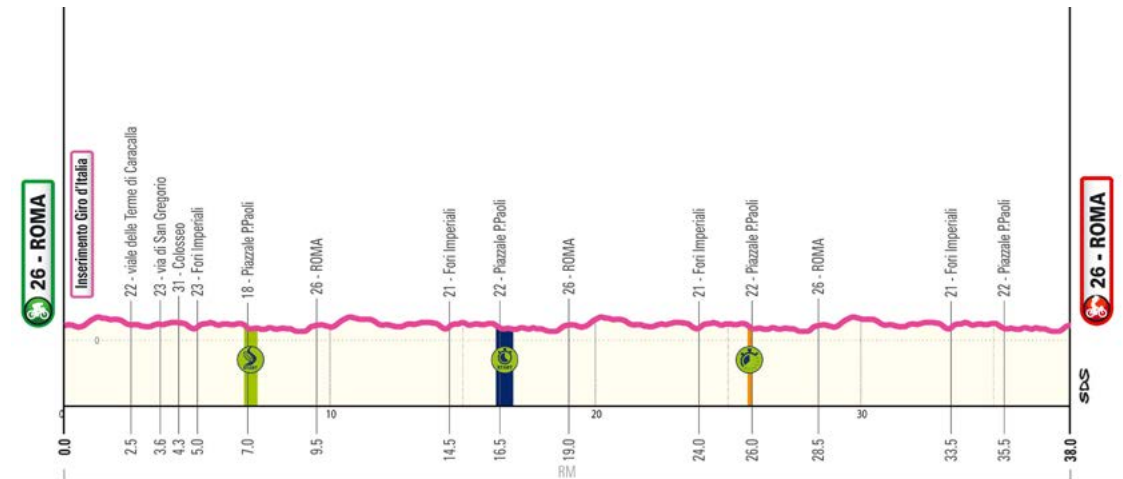 26 - ROMA
Inserimento Giro d'Italia
22 - viale delle Terme di Caracalla
23 - via di San Gregorio
31 - Colosseo
23 - Fori Imperiali
18 - Piazzale P.Paoli
26 - ROMA
21 - Fori Imperiali
22 - Piazzale P.Paoli
26 - ROMA
21 - Fori Imperiali
22 - Piazzale P.Paoli
26 - ROMA
21 - Fori Imperiali
22 - Piazzale P.Paoli
26 - ROMA
0
START
START
SDS
0 10 20 30
0.0 2.5 3.6 4.3 5.0 7.0 9.5 14.5 16.5 19.0 24.0 26.0 28.5 33.5 35.5 38.0
RM